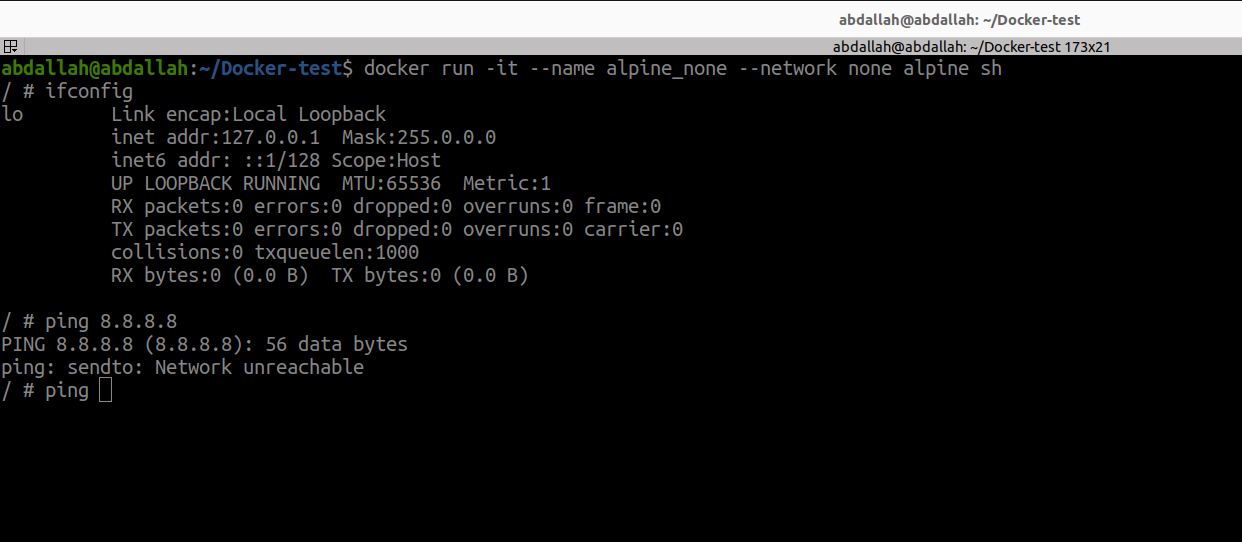 abdallah@abdallah: ~/Docker-test
abdallah@abdallah: ~/Docker-test 173x21
abdallah@abdallah:~/Docker-test$ docker run -it --name alpine_none --network none alpine sh
/ # ifconfig
lo        Link encap:Local Loopback
          inet addr:127.0.0.1  Mask:255.0.0.0
          inet6 addr: ::1/128 Scope:Host
          UP LOOPBACK RUNNING  MTU:65536  Metric:1
          RX packets:0 errors:0 dropped:0 overruns:0 frame:0
          TX packets:0 errors:0 dropped:0 overruns:0 carrier:0
          collisions:0 txqueuelen:1000
          RX bytes:0 (0.0 B)  TX bytes:0 (0.0 B)

/ # ping 8.8.8.8
PING 8.8.8.8 (8.8.8.8): 56 data bytes
ping: sendto: Network unreachable
/ # ping